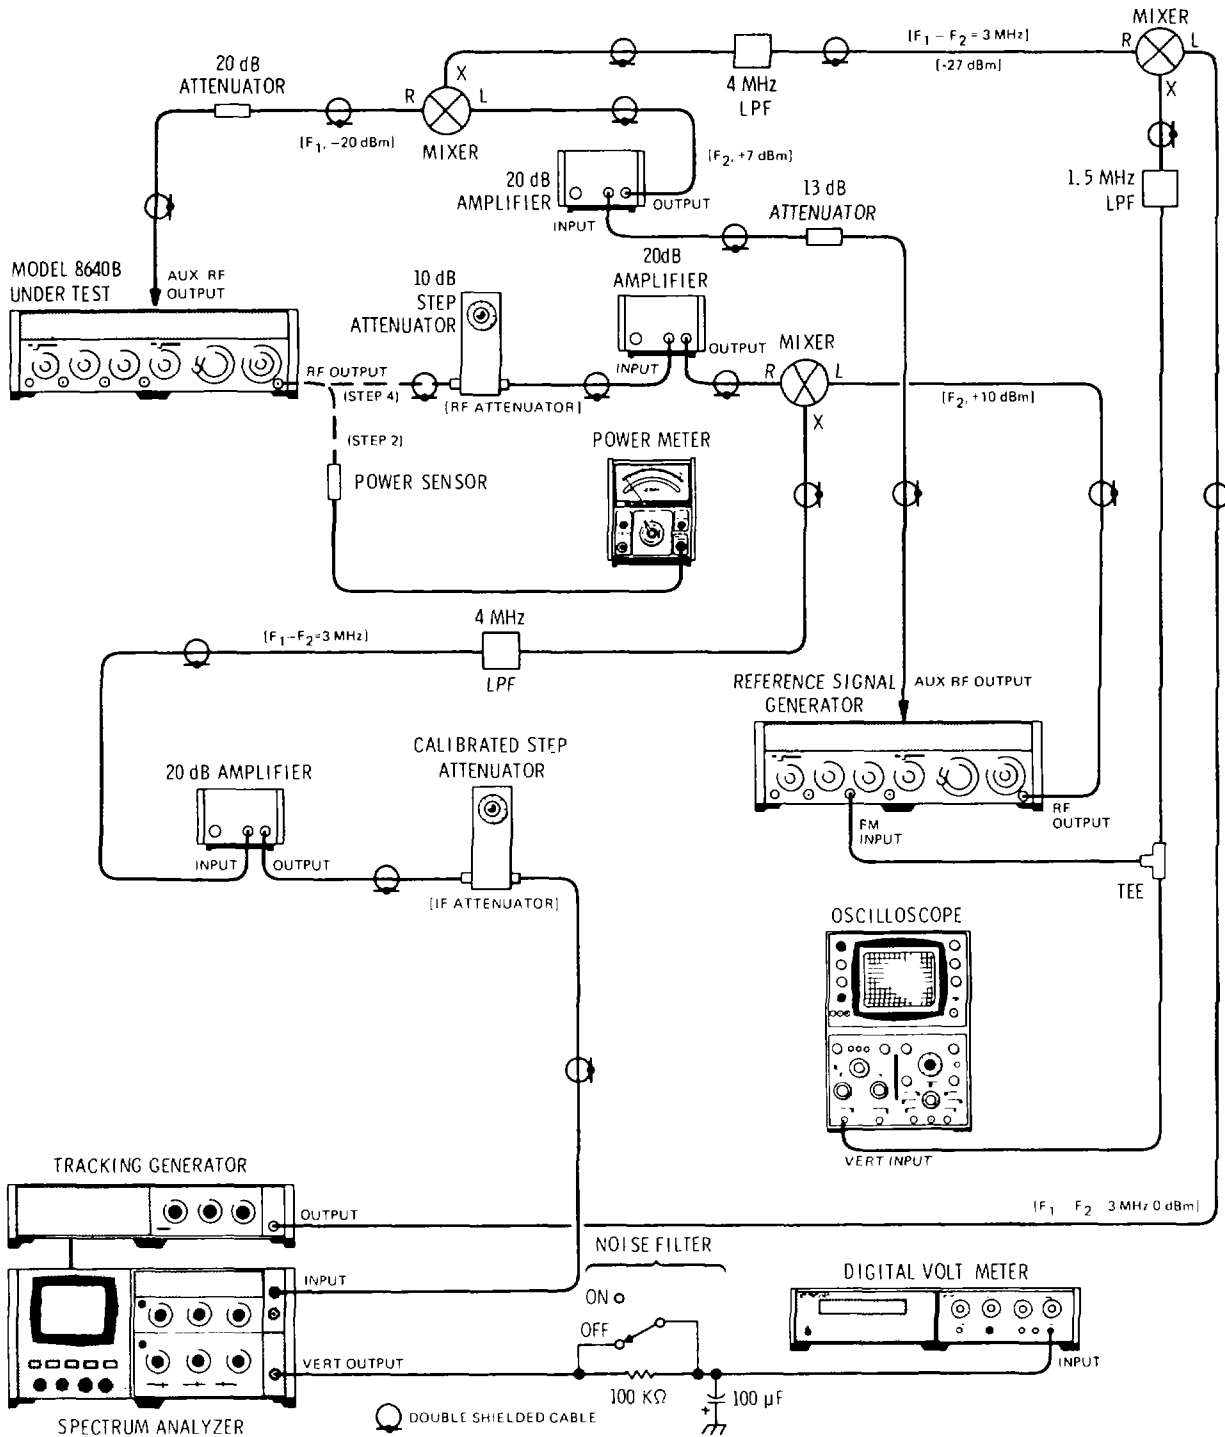 MIXER
[F₁ – F₂ = 3 MHz]
R
L
[-27 dBm]
20 dB
ATTENUATOR
X
4 MHz
LPF
X
R
L
[F₁, –20 dBm]
MIXER
[F₂, +7 dBm]
20 dB
AMPLIFIER
OUTPUT
INPUT
13 dB
ATTENUATOR
1.5 MHz
LPF
MODEL 8640B
UNDER TEST
AUX RF
OUTPUT
10 dB
STEP
ATTENUATOR
20dB
AMPLIFIER
OUTPUT
INPUT
MIXER
R
L
X
RF OUTPUT
(STEP 4)
[RF ATTENUATOR]
[F₂, +10 dBm]
(STEP 2)
POWER METER
POWER SENSOR
[F₁–F₂=3 MHz]
4 MHz
LPF
REFERENCE SIGNAL
GENERATOR
AUX RF OUTPUT
CALIBRATED STEP
ATTENUATOR
20 dB AMPLIFIER
INPUT
OUTPUT
[IF ATTENUATOR]
FM
INPUT
RF
OUTPUT
TEE
OSCILLOSCOPE
VERT INPUT
TRACKING GENERATOR
OUTPUT
[F₁ F₂ 3 MHz 0 dBm]
NOISE FILTER
INPUT
ON
OFF
DIGITAL VOLT METER
VERT OUTPUT
INPUT
100 KΩ
+
100 µF
DOUBLE SHIELDED CABLE
SPECTRUM ANALYZER